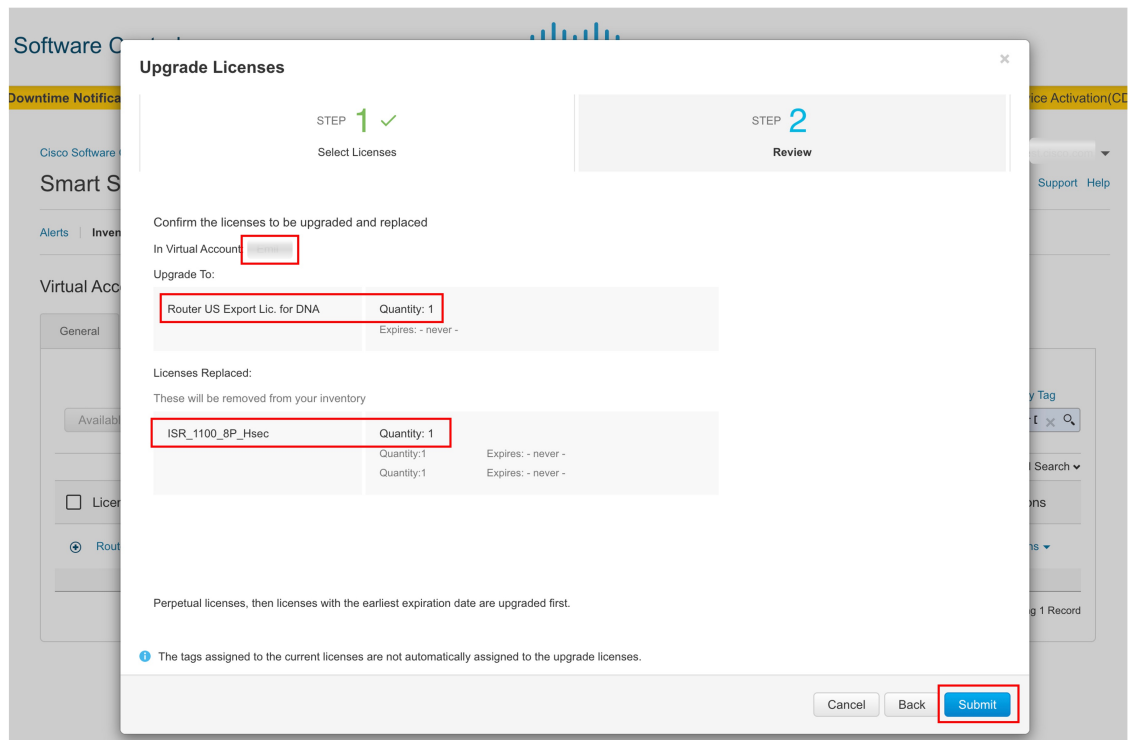 Software C
Upgrade Licenses
×
Downtime Notifica
ice Activation(CD
STEP 1
STEP 2
Select Licenses
Review
Cisco Software
Smart S
Support Help
Confirm the licenses to be upgraded and replaced
Alerts Inven
In Virtual Account:
Upgrade To:
Virtual Acc
Router US Export Lic. for DNA Quantity: 1
Expires: - never -
General
Licenses Replaced:
These will be removed from your inventory
y Tag
Availabl
ISR_1100_8P_Hsec Quantity: 1
Quantity:1 Expires: - never -
Quantity:1 Expires: - never -
Search
Licen
ons
Rout
ns
Perpetual licenses, then licenses with the earliest expiration date are upgraded first.
g 1 Record
The tags assigned to the current licenses are not automatically assigned to the upgrade licenses.
Cancel Back Submit